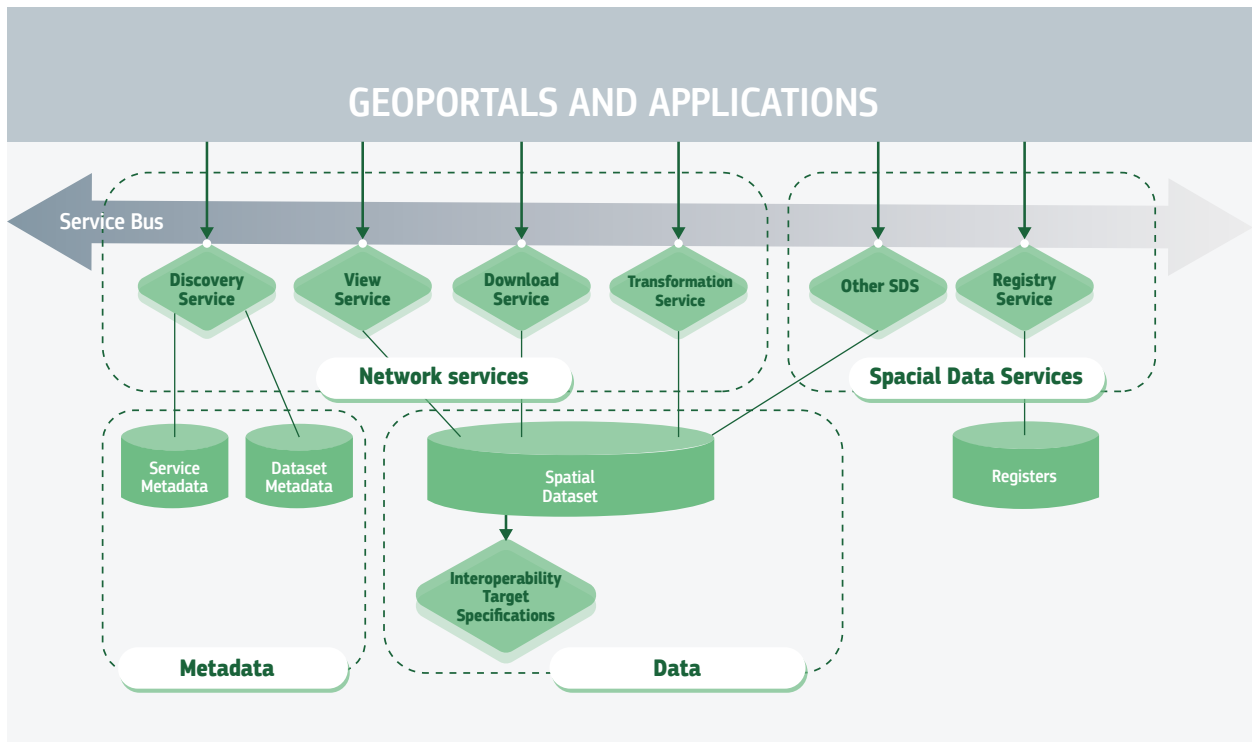 GEOPORTALS AND APPLICATIONS
Service Bus
Discovery
Service
View
Service
Download
Service
Transformation
Service
Other SDS
Registry
Service
Network services
Spacial Data Services
Service
Metadata
Dataset
Metadata
Spatial
Dataset
Registers
Interoperability
Target
Specifications
Metadata
Data